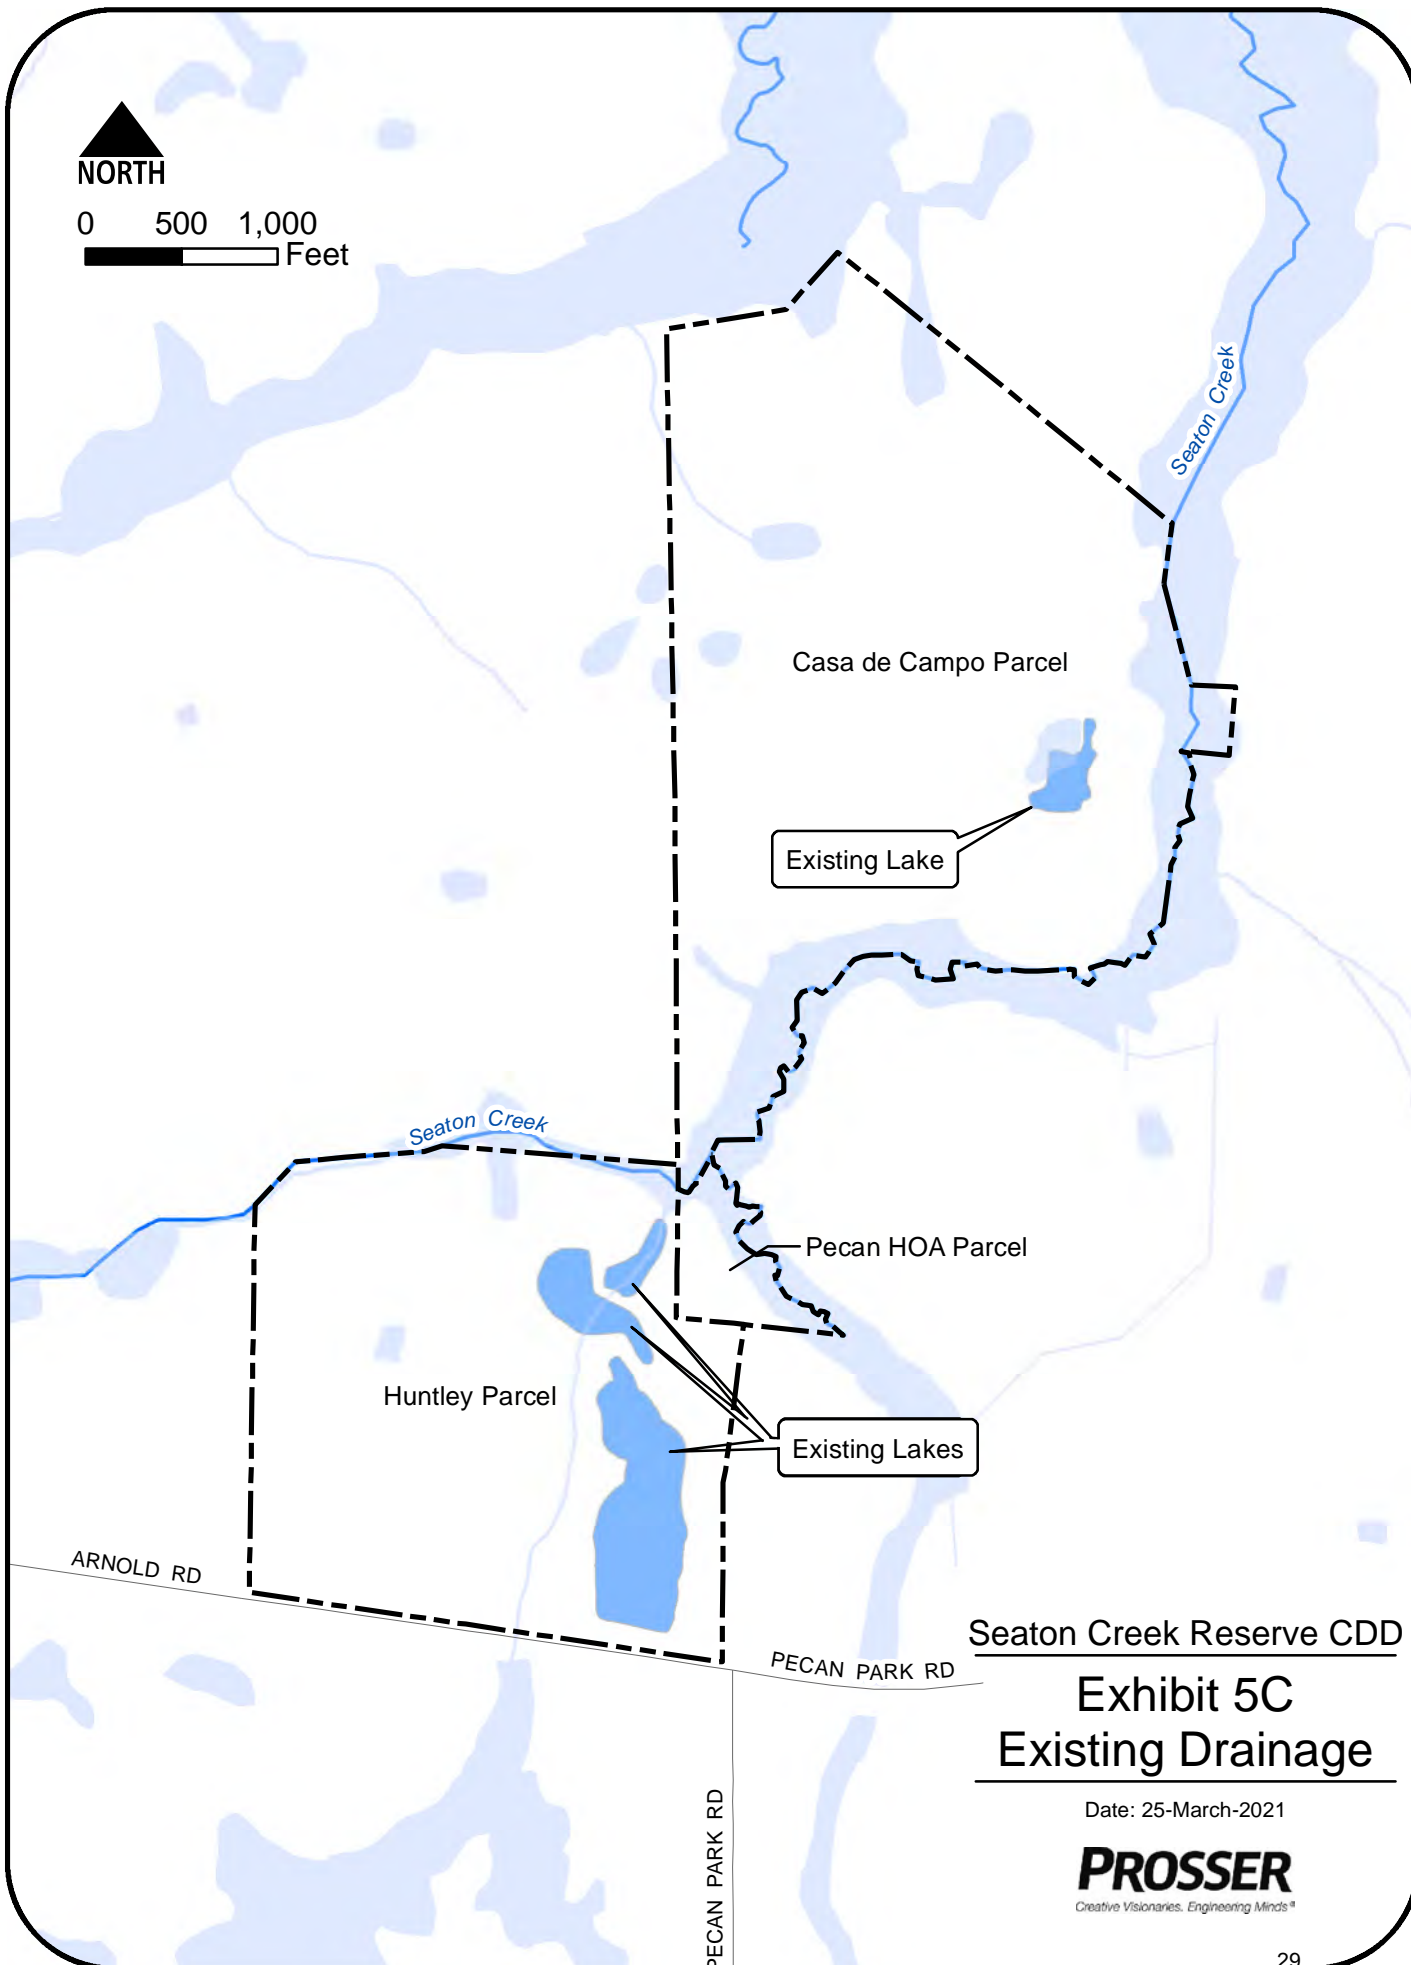 NORTH
0 500 1,000
Feet
Seaton Creek
Casa de Campo Parcel
Existing Lake
Seaton Creek
Pecan HOA Parcel
Huntley Parcel
Existing Lakes
ARNOLD RD
PECAN PARK RD
PECAN PARK RD
Seaton Creek Reserve CDD
Exhibit 5C
Existing Drainage
Date: 25-March-2021
PROSSER
Creative Visionaries. Engineering Minds®
29